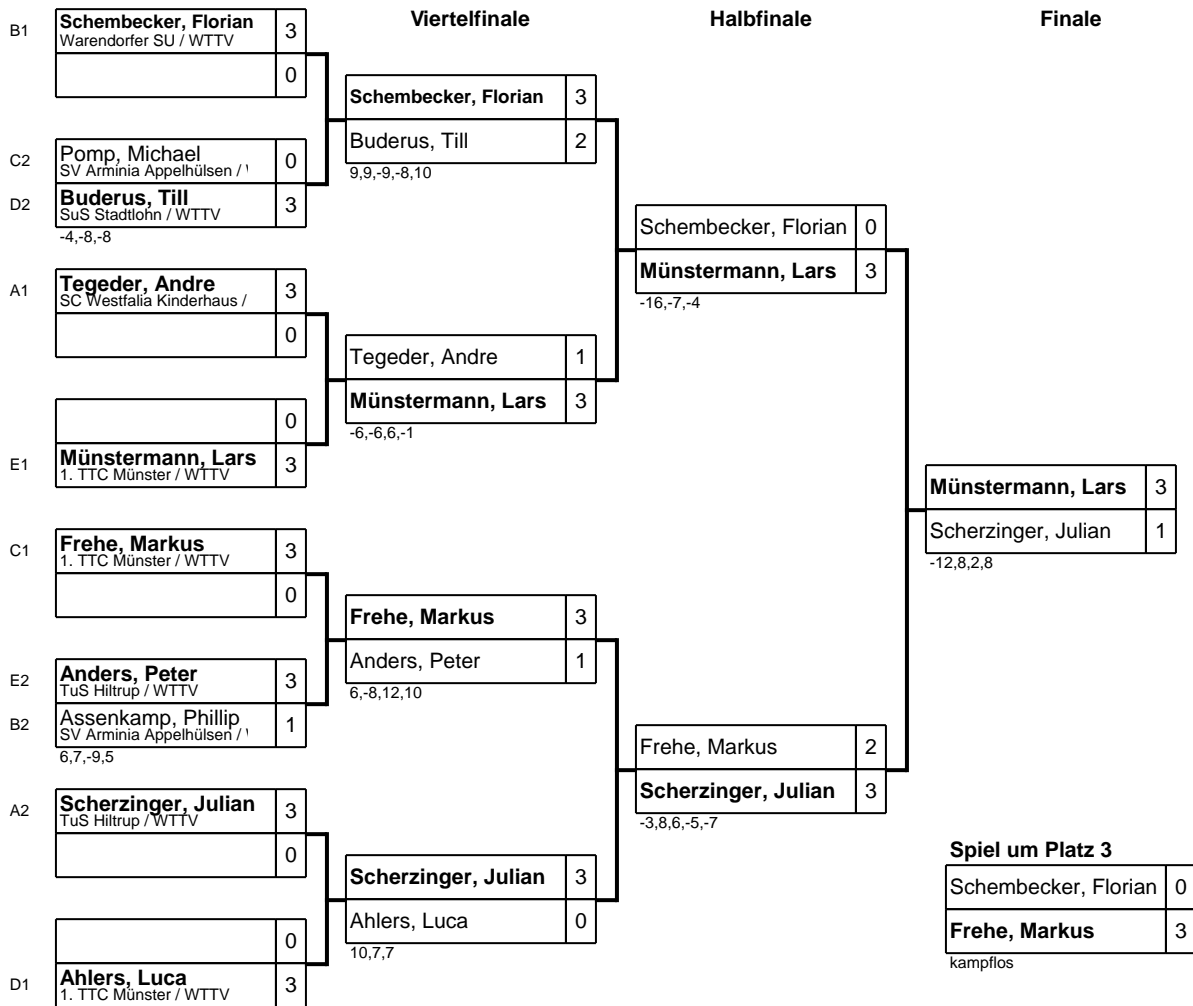 Viertelfinale
Halbfinale
Finale
B1
Schembecker, Florian 3
Warendorfer SU / WTTV
0
C2
Pomp, Michael 0
SV Arminia Appelhülsen /
D2
Buderus, Till 3
SuS Stadtlohn / WTTV
-4,-8,-8
A1
Tegeder, Andre 3
SC Westfalia Kinderhaus /
0
0
E1
Münstermann, Lars 3
1. TTC Münster / WTTV
C1
Frehe, Markus 3
1. TTC Münster / WTTV
0
E2
Anders, Peter 3
TuS Hiltrup / WTTV
B2
Assenkamp, Phillip 1
SV Arminia Appelhülsen /
6,7,-9,5
A2
Scherzinger, Julian 3
TuS Hiltrup / WTTV
0
0
D1
Ahlers, Luca 3
1. TTC Münster / WTTV
Schembecker, Florian 3
Buderus, Till 2
9,9,-9,-8,10
Tegeder, Andre 1
Münstermann, Lars 3
-6,-6,6,-1
Frehe, Markus 3
Anders, Peter 1
6,-8,12,10
Scherzinger, Julian 3
Ahlers, Luca 0
10,7,7
Schembecker, Florian 0
Münstermann, Lars 3
-16,-7,-4
Frehe, Markus 2
Scherzinger, Julian 3
-3,8,6,-5,-7
Münstermann, Lars 3
Scherzinger, Julian 1
-12,8,2,8
Spiel um Platz 3
Schembecker, Florian 0
Frehe, Markus 3
kampflos